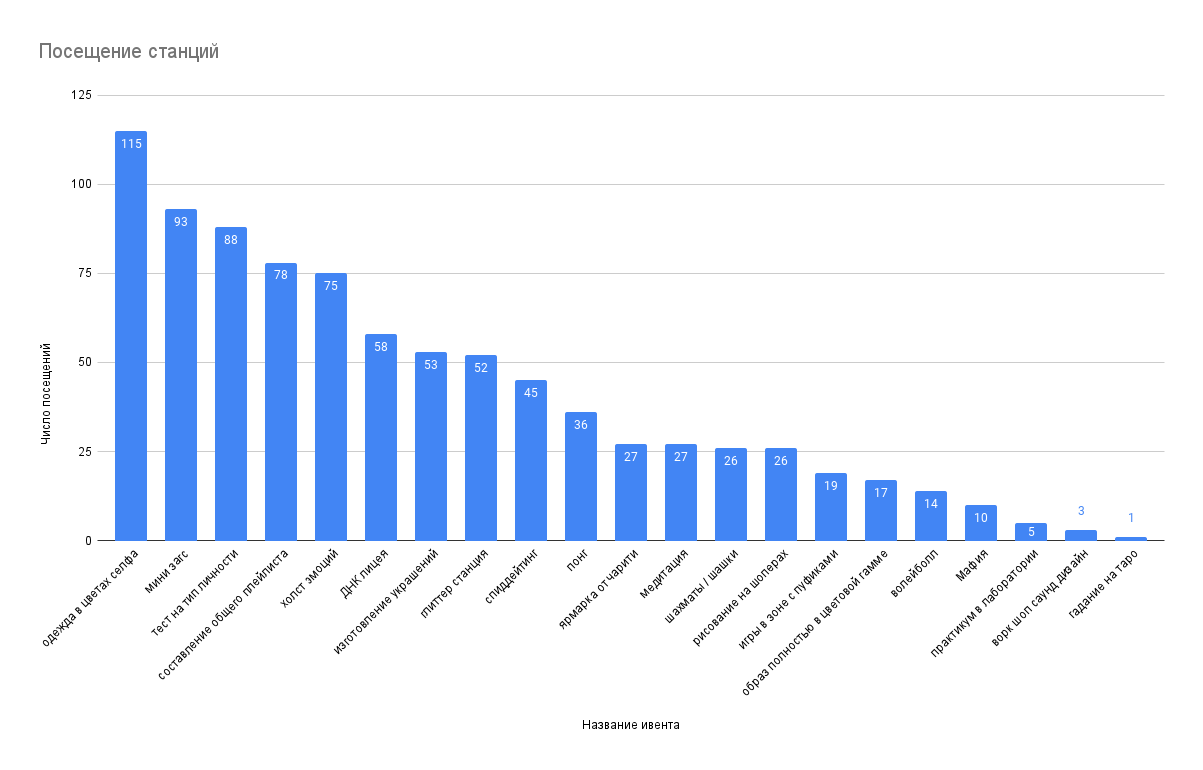 Посещение станций
125
100
75
50
25
0
Число посещений
115
93
88
78
75
58
53
52
45
36
27
27
26
26
19
17
14
10
5
3
1
одежда в цветах селфа
мини загс
тест на тип личности
составление общего плейлиста
холст эмоций
ДНК лицея
изготовление украшений
глиттер станция
спиддейтинг
понг
ярмарка от чарити
медитация
шахматы / шашки
рисование на шоперах
игры в зоне с пуфиками
образ полностью в цветовой гамме
волейболл
Мафия
практикум в лаборатории
ворк шоп саунд дизайн
гадание на таро
Название ивента